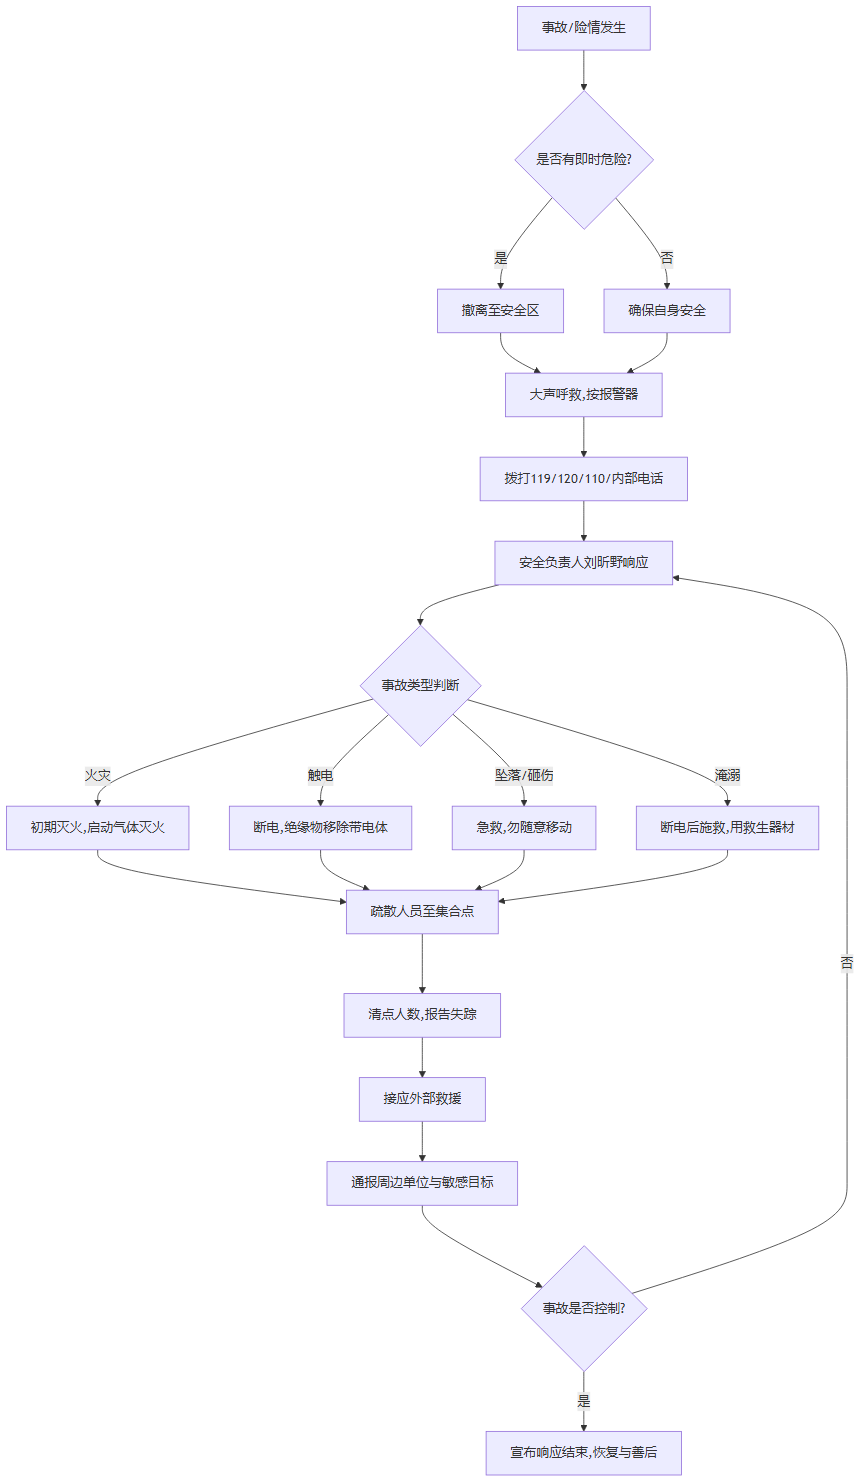 事故/险情发生
是否有即时危险?
是
否
撤离至安全区
确保自身安全
大声呼救,按报警器
拨打119/120/110/内部电话
安全负责人刘昕野响应
事故类型判断
火灾
触电
坠落/砸伤
淹溺
初期灭火,启动气体灭火
断电,绝缘物移除带电体
急救,勿随意移动
断电后施救,用救生器材
疏散人员至集合点
否
清点人数,报告失踪
接应外部救援
通报周边单位与敏感目标
事故是否控制?
是
宣布响应结束,恢复与善后